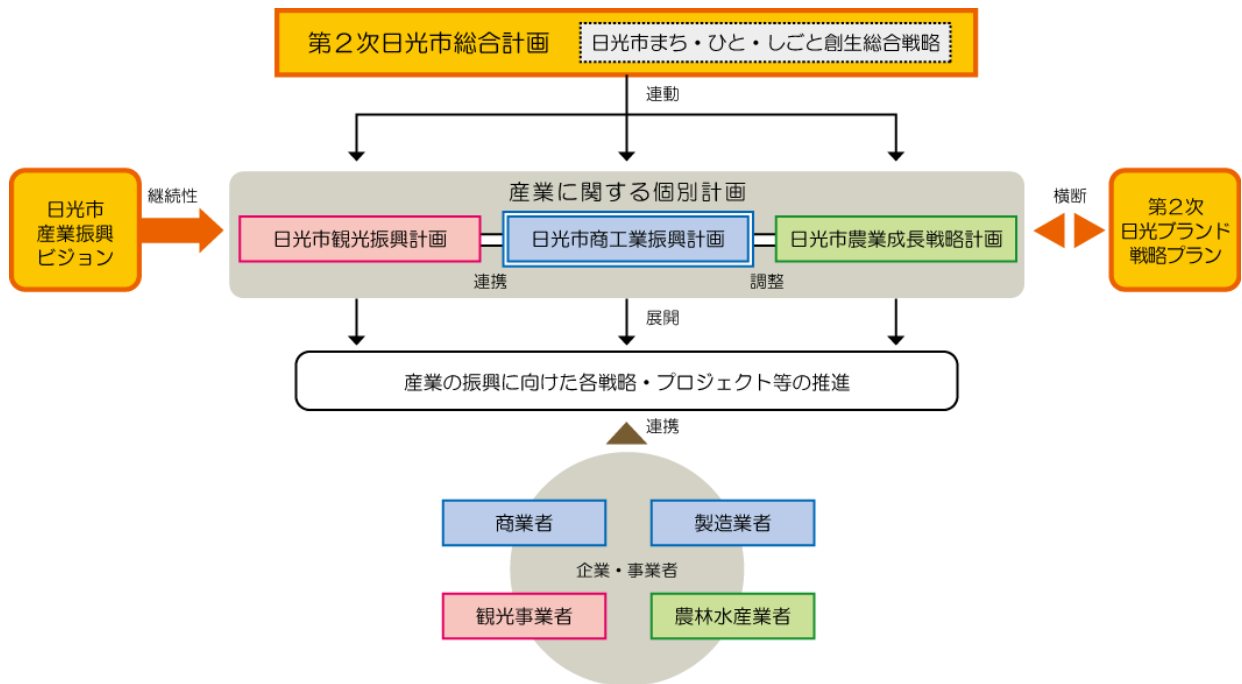 第２次日光市総合計画
日光市まち・ひと・しごと創生総合戦略
連動
日光市
産業振興
ビジョン
継続性
産業に関する個別計画
日光市観光振興計画
日光市商工業振興計画
日光市農業成長戦略計画
連携
調整
横断
第２次
日光ブランド
戦略プラン
展開
産業の振興に向けた各戦略・プロジェクト等の推進
連携
商業者
製造業者
企業・事業者
観光事業者
農林水産業者